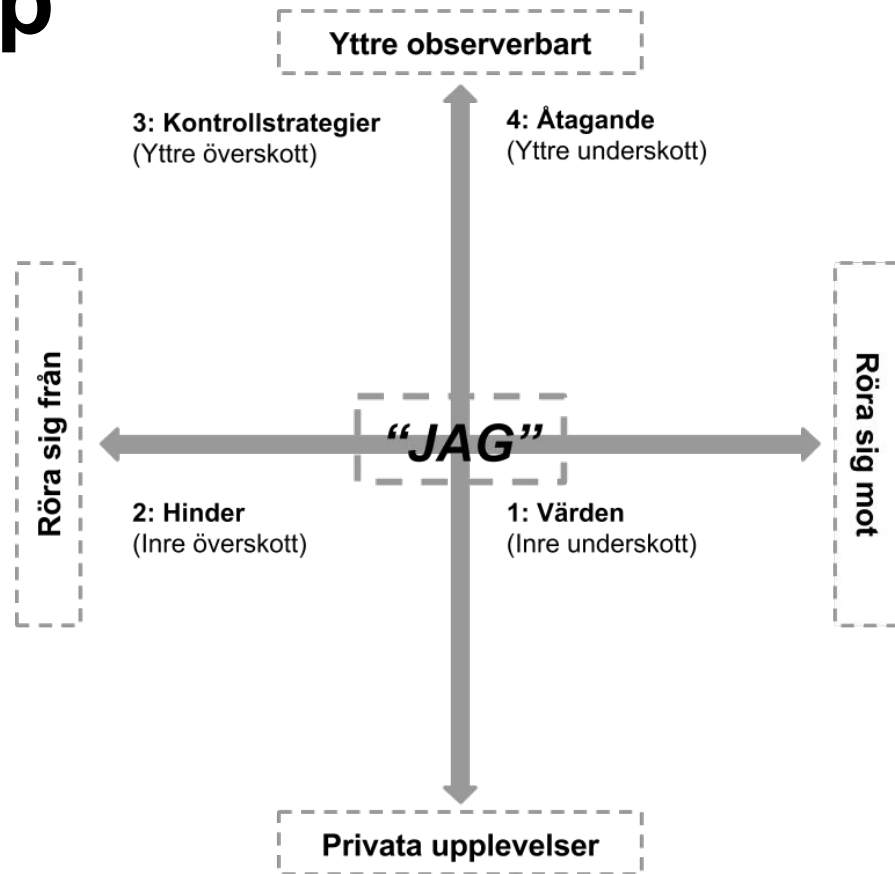 p
Yttre observerbart
3: Kontrollstrategier
(Yttre överskott)
4: Åtagande
(Yttre underskott)
Röra sig från
“JAG”
Röra sig mot
2: Hinder
(Inre överskott)
1: Värden
(Inre underskott)
Privata upplevelser